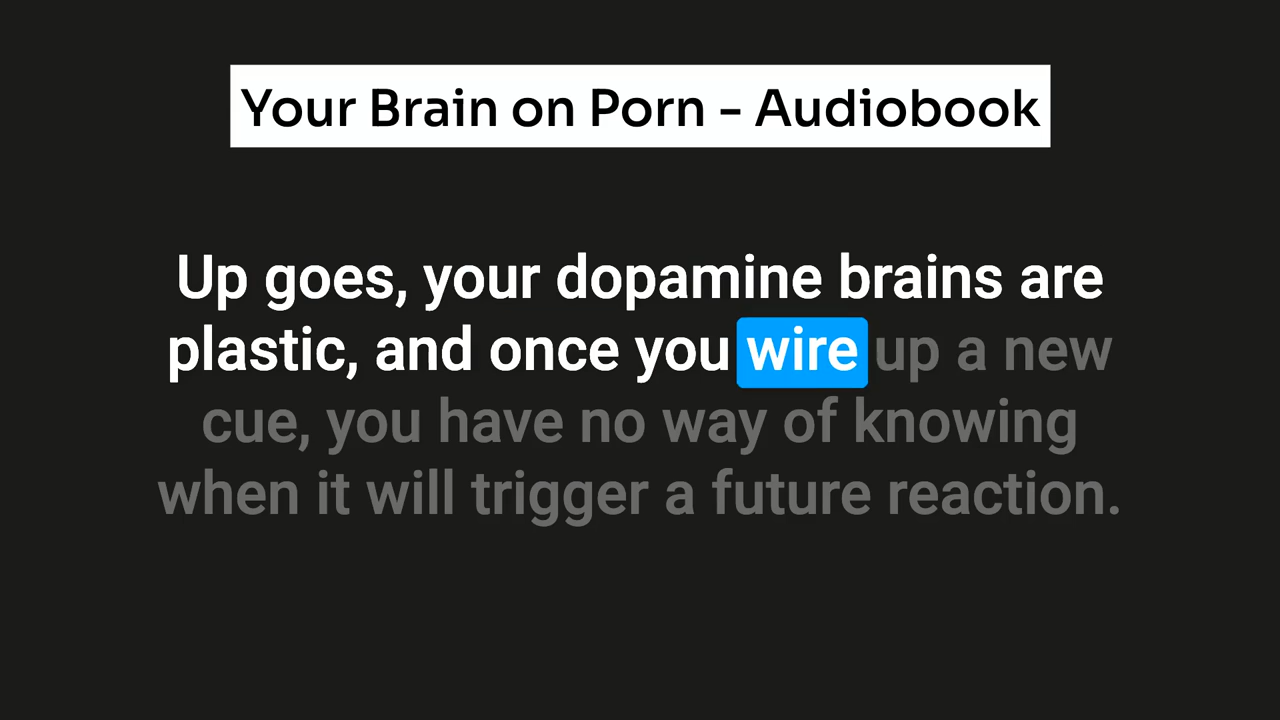 Your Brain on Porn - Audiobook
Up goes, your dopamine brains are
plastic, and once you wire up a new
cue, you have no way of knowing
when it will trigger a future reaction.